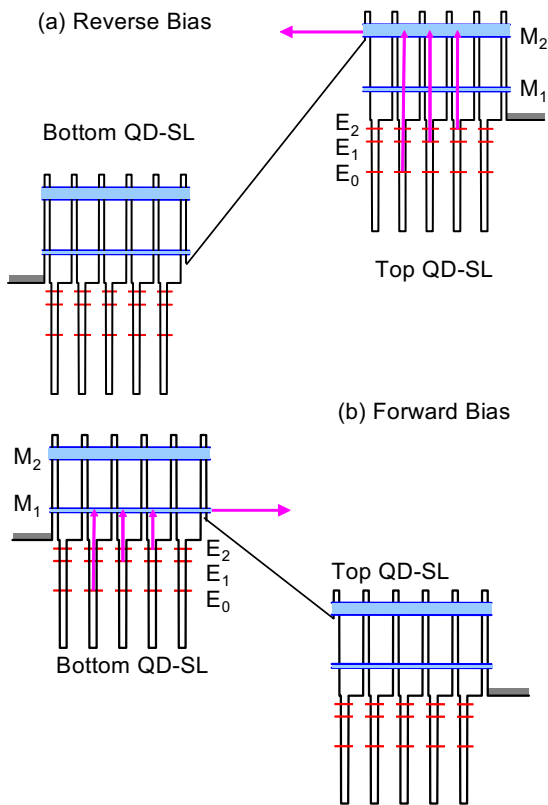 (a) Reverse Bias
M2
M1
Bottom QD-SL
E2
E1
E0
Top QD-SL
(b) Forward Bias
M2
M1
E2
E1
E0
Top QD-SL
Bottom QD-SL